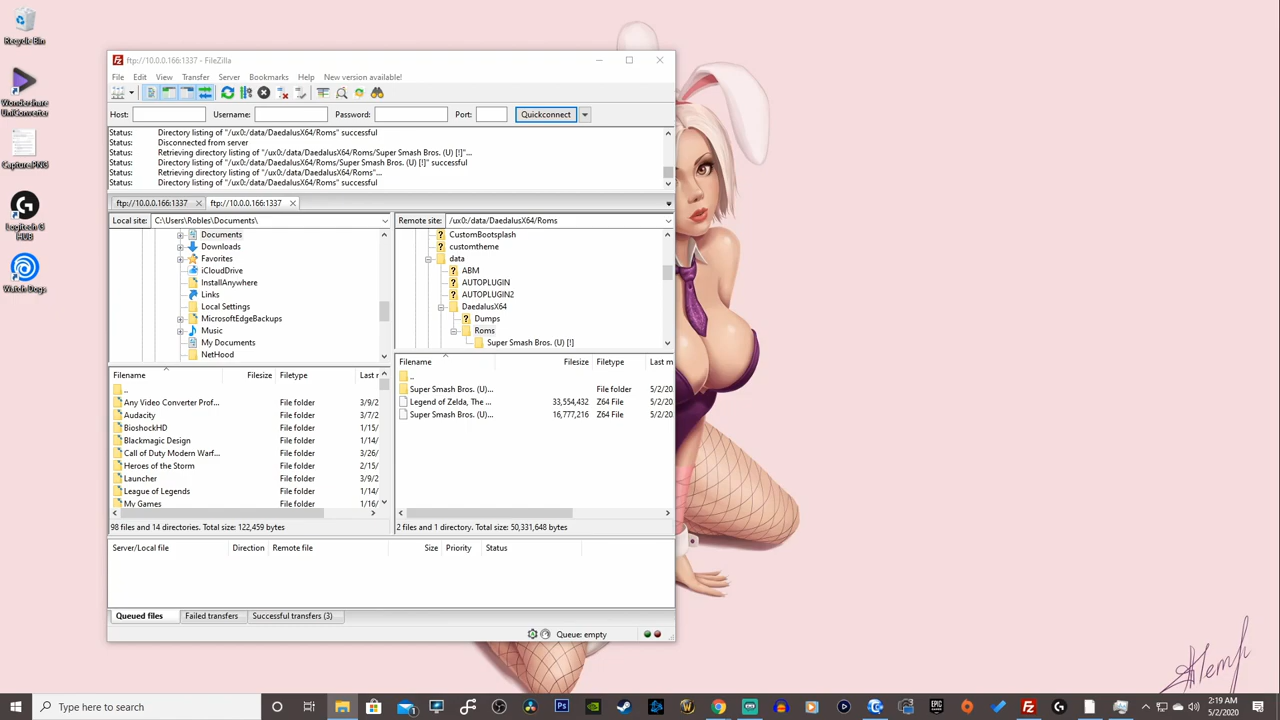 Recycle Bin
Wondershare
UniConverter
Capture.PNG
Logitech G
HUB
Watch Dogs
ftp://10.0.0.166:1337 - FileZilla
File Edit View Transfer Server Bookmarks Help New version available!
Host: Username: Password: Port: Quickconnect
Status: Directory listing of "/ux0:/data/DaedalusX64/Roms" successful
Status: Disconnected from server
Status: Retrieving directory listing of "/ux0:/data/DaedalusX64/Roms/Super Smash Bros. (U) [!]"...
Status: Directory listing of "/ux0:/data/DaedalusX64/Roms/Super Smash Bros. (U) [!]" successful
Status: Retrieving directory listing of "/ux0:/data/DaedalusX64/Roms"...
Status: Directory listing of "/ux0:/data/DaedalusX64/Roms" successful
ftp://10.0.0.166:1337 ftp://10.0.0.166:1337
Local site: C:\Users\Robles\Documents\
Documents
Downloads
Favorites
iCloudDrive
InstallAnywhere
Links
Local Settings
MicrosoftEdgeBackups
Music
My Documents
NetHood
Filename Filesize Filetype Last r
..
Any Video Converter Prof... File folder 3/9/2
Audacity File folder 3/7/2
BioshockHD File folder 1/15/
Blackmagic Design File folder 1/14/
Call of Duty Modern Warf... File folder 3/26/
Heroes of the Storm File folder 2/15/
Launcher File folder 3/9/2
League of Legends File folder 1/14/
My Games File folder 1/16/
98 files and 14 directories. Total size: 122,459 bytes
Remote site: /ux0:/data/DaedalusX64/Roms
CustomBootsplash
customtheme
data
ABM
AUTOPLUGIN
AUTOPLUGIN2
DaedalusX64
Dumps
Roms
Super Smash Bros. (U) [!]
Filename Filesize Filetype Last m
..
Super Smash Bros. (U)... File folder 5/2/20
Legend of Zelda, The ... 33,554,432 Z64 File 5/2/20
Super Smash Bros. (U)... 16,777,216 Z64 File 5/2/20
2 files and 1 directory. Total size: 50,331,648 bytes
Server/Local file Direction Remote file Size Priority Status
Queued files Failed transfers Successful transfers (3)
Queue: empty
Type here to search
2:19 AM
5/2/2020